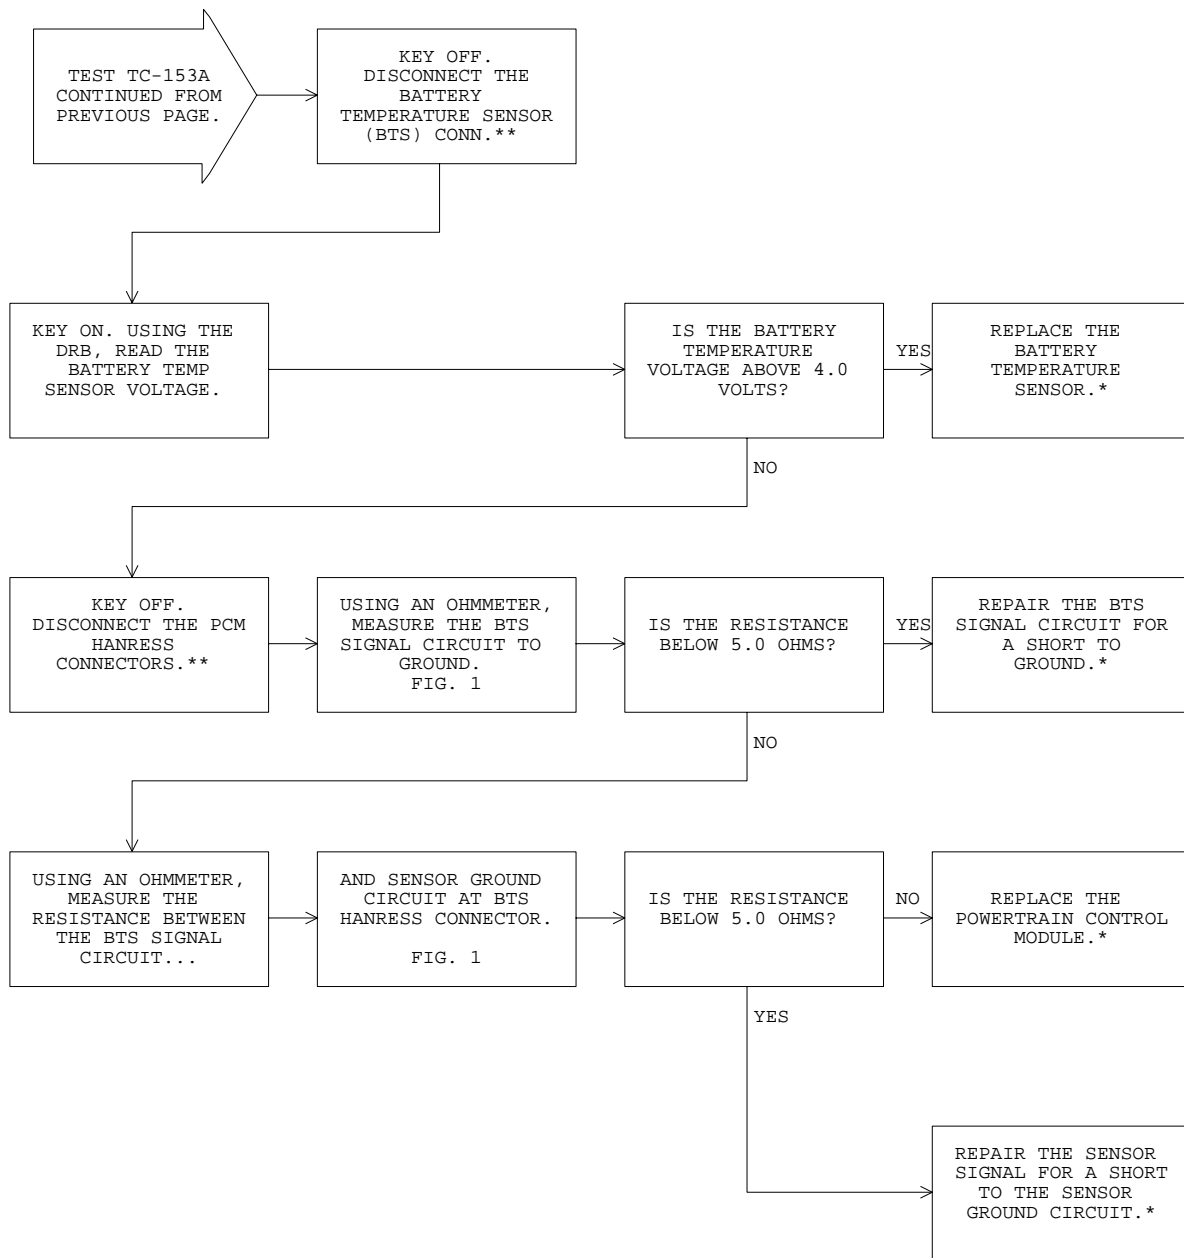 TEST TC-153A
CONTINUED FROM
PREVIOUS PAGE.
KEY OFF.
DISCONNECT THE
BATTERY
TEMPERATURE SENSOR
(BTS) CONN.**
KEY ON. USING THE
DRB, READ THE
BATTERY TEMP
SENSOR VOLTAGE.
IS THE BATTERY
TEMPERATURE
VOLTAGE ABOVE 4.0
VOLTS?
YES
REPLACE THE
BATTERY
TEMPERATURE
SENSOR.*
NO
KEY OFF.
DISCONNECT THE PCM
HANRESS
CONNECTORS.**
USING AN OHMMETER,
MEASURE THE BTS
SIGNAL CIRCUIT TO
GROUND.
FIG. 1
IS THE RESISTANCE
BELOW 5.0 OHMS?
YES
REPAIR THE BTS
SIGNAL CIRCUIT FOR
A SHORT TO
GROUND.*
NO
USING AN OHMMETER,
MEASURE THE
RESISTANCE BETWEEN
THE BTS SIGNAL
CIRCUIT...
AND SENSOR GROUND
CIRCUIT AT BTS
HANRESS CONNECTOR.
FIG. 1
IS THE RESISTANCE
BELOW 5.0 OHMS?
NO
REPLACE THE
POWERTRAIN CONTROL
MODULE.*
YES
REPAIR THE SENSOR
SIGNAL FOR A SHORT
TO THE SENSOR
GROUND CIRCUIT.*